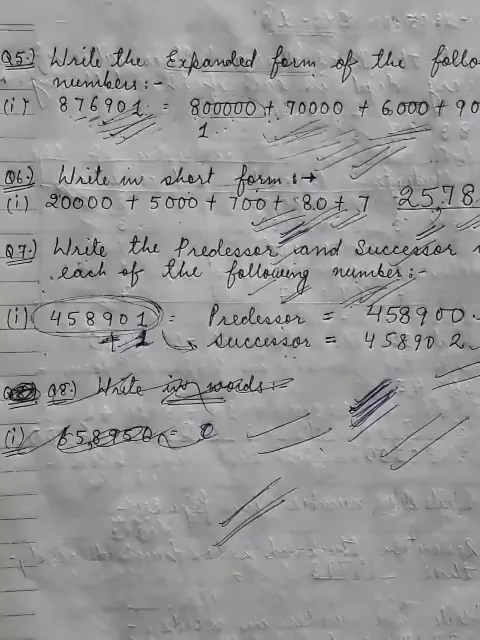 Q5:) Write the Expanded form of the follo
numbers:-
(i) 876901 = 800000 + 70000 + 6000 + 90
1
Q6:) Write in short form:→
(i) 20000 + 5000 + 700 + 80 + 7 25,78
Q7:) Write the Predessor and Successor
each of the following number:-
(i) 458901 = Predessor = 458900.
+ 1 Successor = 458902.
Q8:) Write in words:-
(i)